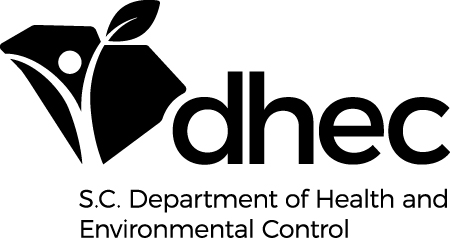 dhec
S.C. Department of Health and
Environmental Control